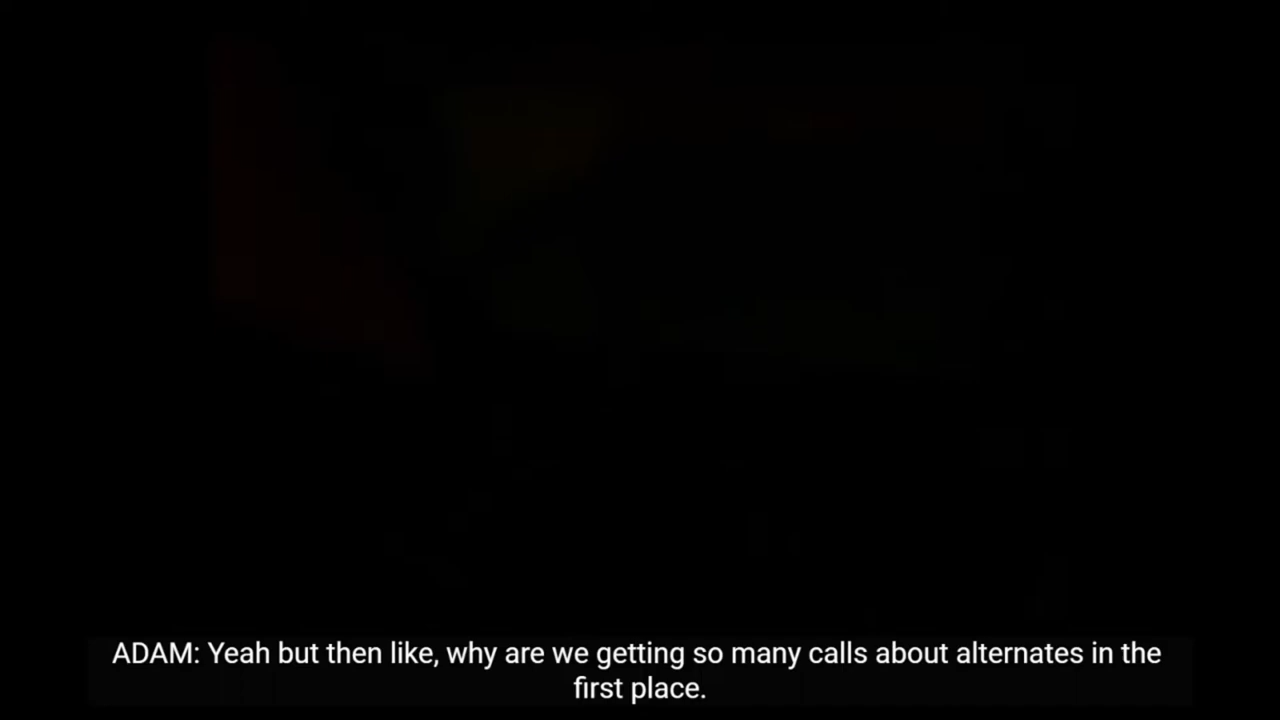 ADAM: Yeah but then like, why are we getting so many calls about alternates in the
first place.